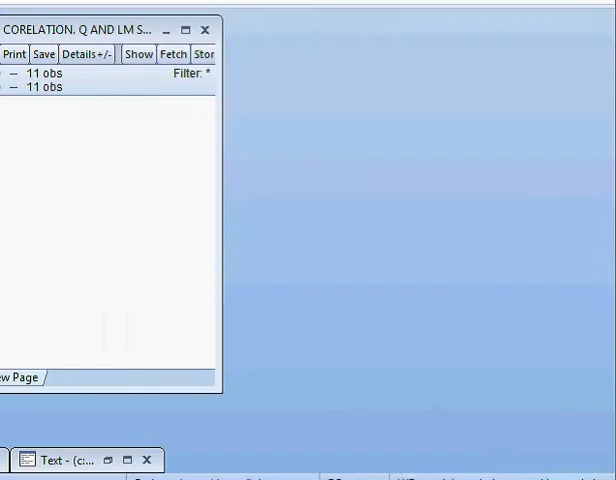 CORELATION. Q AND LM S...
Print Save Details+/- Show Fetch Stor
– 11 obs Filter: *
– 11 obs
ew Page
Text - (c:...